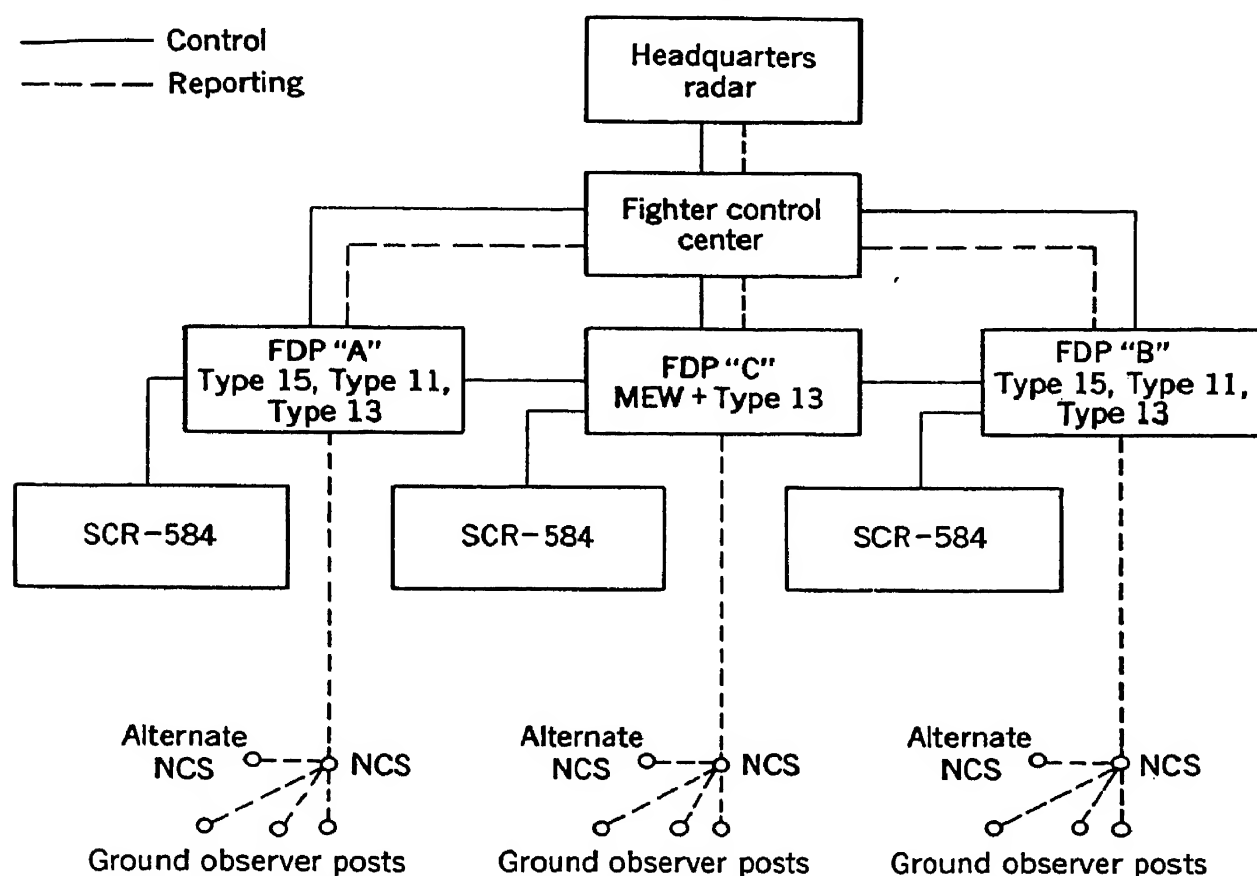 Control
Reporting
Headquarters
radar
Fighter control
center
FDP "A"
Type 15, Type 11,
Type 13
FDP "C"
MEW + Type 13
FDP "B"
Type 15, Type 11,
Type 13
SCR-584
SCR-584
SCR-584
Alternate
NCS
NCS
Alternate
NCS
NCS
Alternate
NCS
NCS
Ground observer posts
Ground observer posts
Ground observer posts